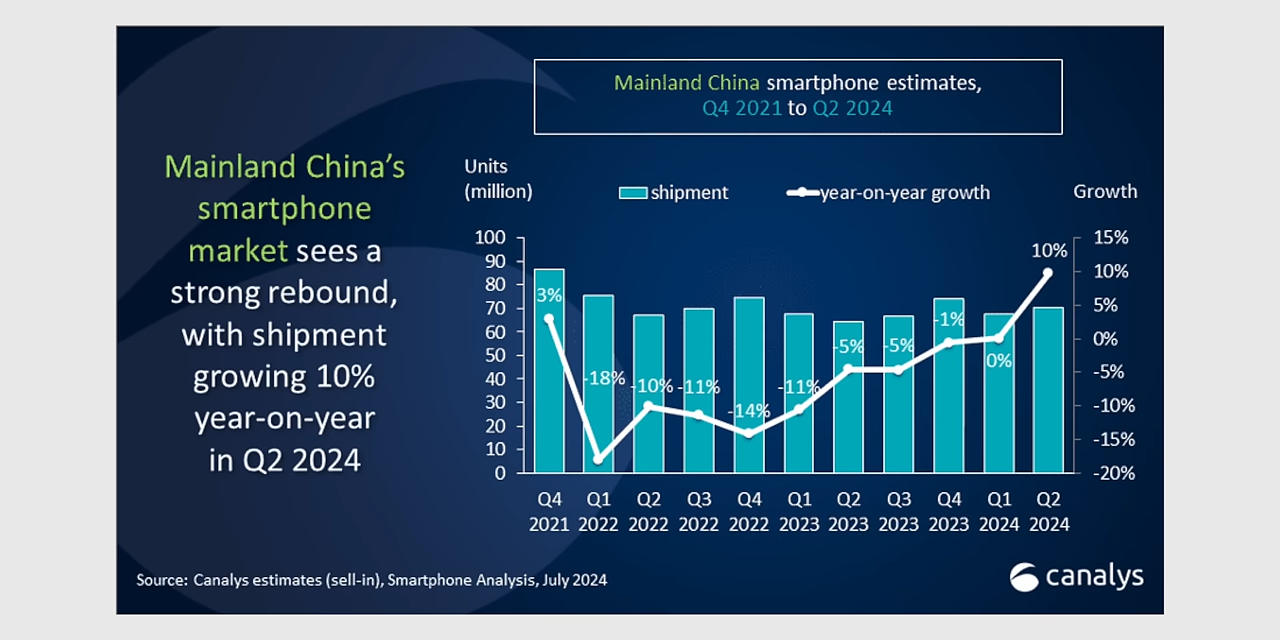 Mainland China smartphone estimates,
Q4 2021 to Q2 2024
Mainland China’s
smartphone
market sees a
strong rebound,
with shipment
growing 10%
year-on-year
in Q2 2024
Units
(million)
shipment
year-on-year growth
Growth
100
90
80
70
60
50
40
30
20
10
0
3%
-18%
-10%
-11%
-14%
-11%
-5%
-5%
-1%
0%
10%
15%
10%
5%
0%
-5%
-10%
-15%
-20%
Q4 Q1 Q2 Q3 Q4 Q1 Q2 Q3 Q4 Q1 Q2
2021 2022 2022 2022 2022 2023 2023 2023 2023 2024 2024
Source: Canalys estimates (sell-in), Smartphone Analysis, July 2024
canalys